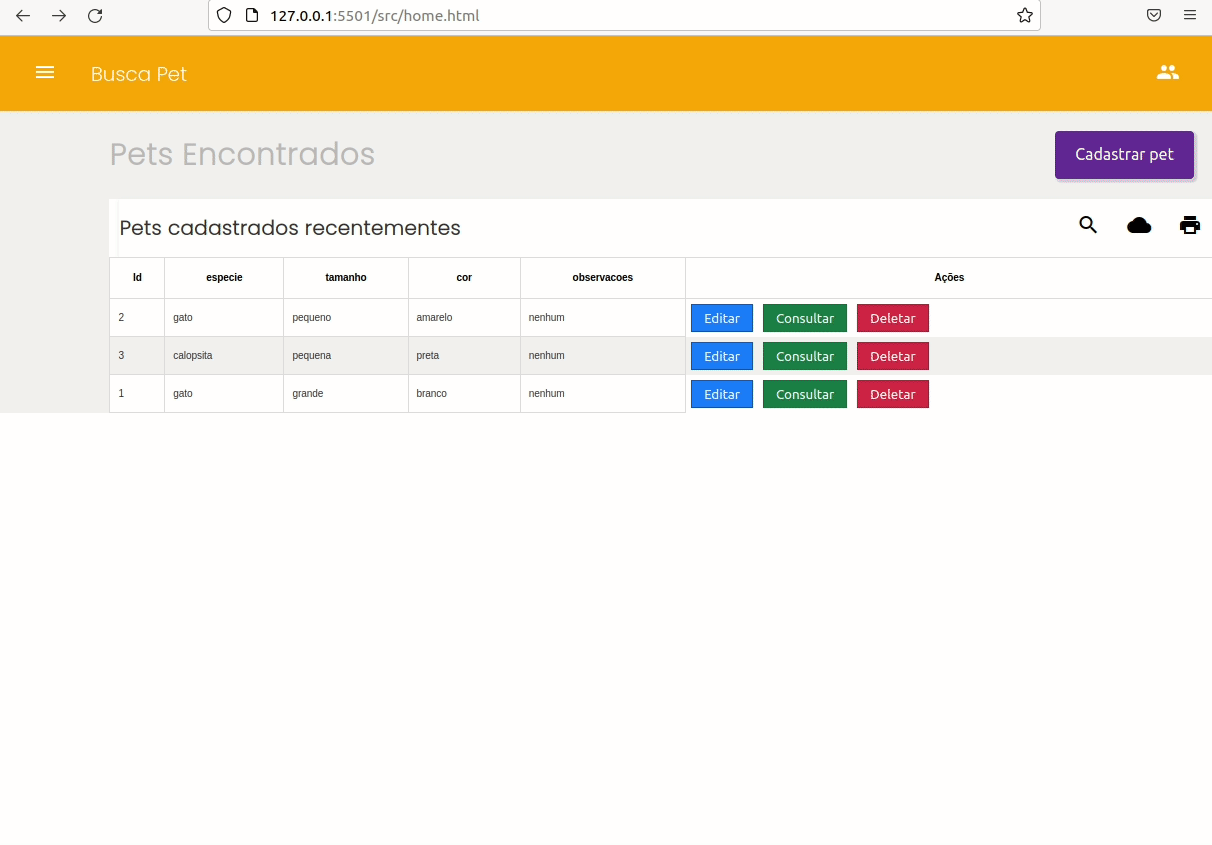 127.0.0.1:5501/src/home.html
Busca Pet
Pets Encontrados
Cadastrar pet
Pets cadastrados recentementes
Id especie tamanho cor observacoes Ações
2 gato pequeno amarelo nenhum Editar Consultar Deletar
3 calopsita pequena preta nenhum Editar Consultar Deletar
1 gato grande branco nenhum Editar Consultar Deletar